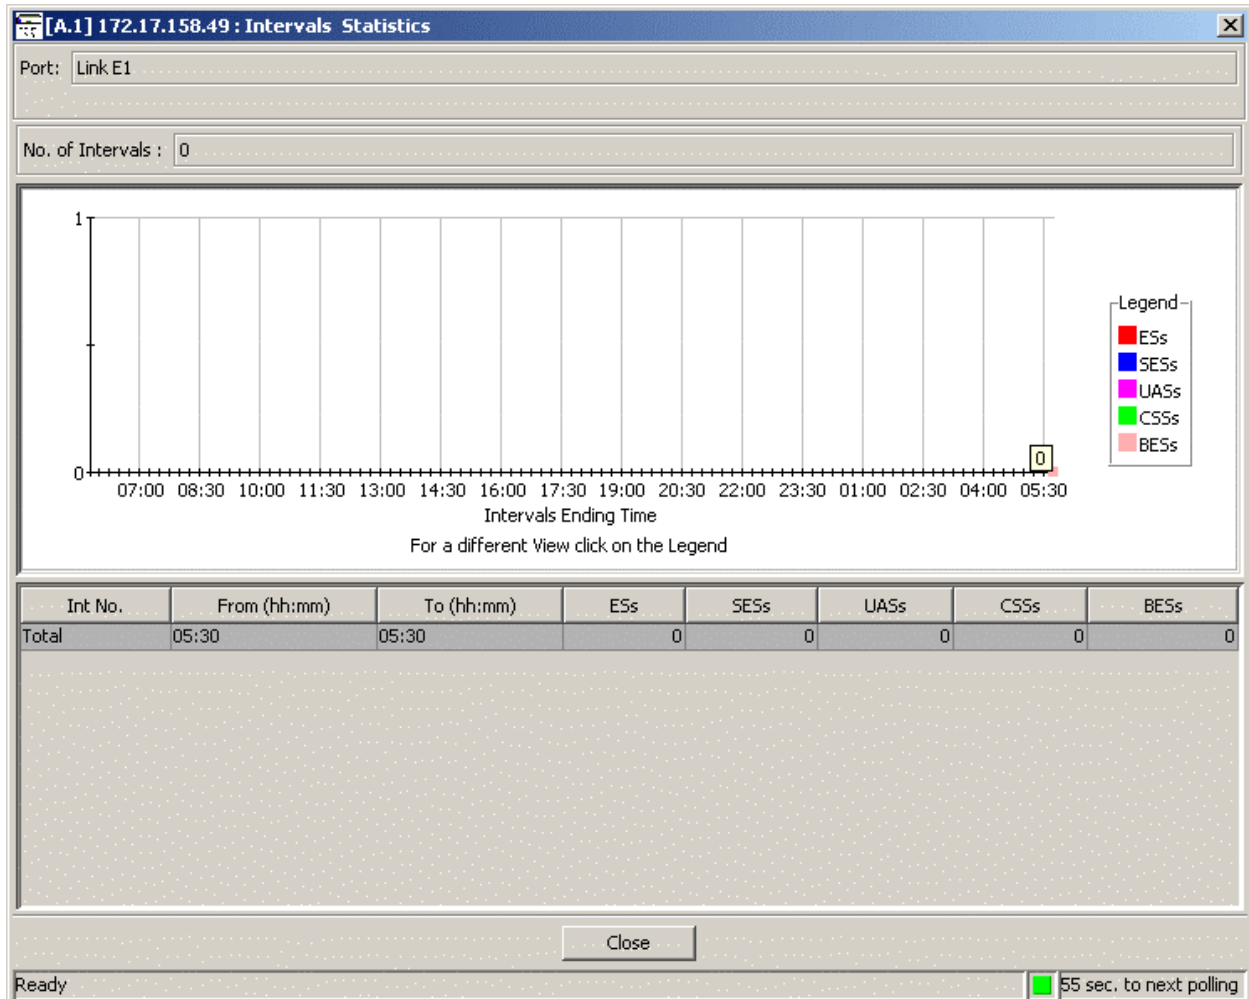 [A.1] 172.17.158.49 : Intervals Statistics
Port: Link E1
No. of Intervals : 0
1
0
0
07:00 08:30 10:00 11:30 13:00 14:30 16:00 17:30 19:00 20:30 22:00 23:30 01:00 02:30 04:00 05:30
Intervals Ending Time
For a different View click on the Legend
Legend
ESs
SESs
UASs
CSSs
BESs
Int No. From (hh:mm) To (hh:mm) ESs SESs UASs CSSs BESs
Total 05:30 05:30 0 0 0 0 0
Close
Ready 55 sec. to next polling